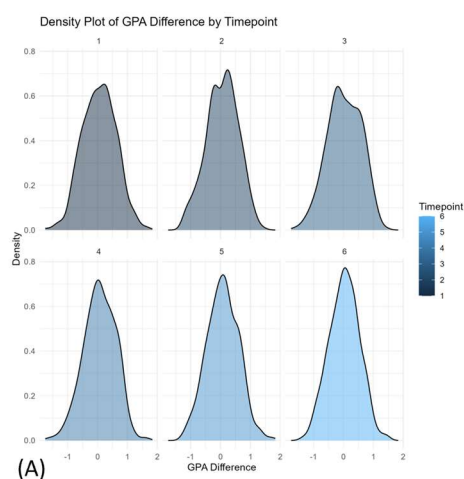 Density Plot of GPA Difference by Timepoint
1 2 3
0.8
0.6
0.4
0.2
0.0
Timepoint
6
5
4
3
2
1
Density
4 5 6
0.8
0.6
0.4
0.2
0.0
-1 0 1 2 -1 0 1 2 -1 0 1 2
GPA Difference
(A)